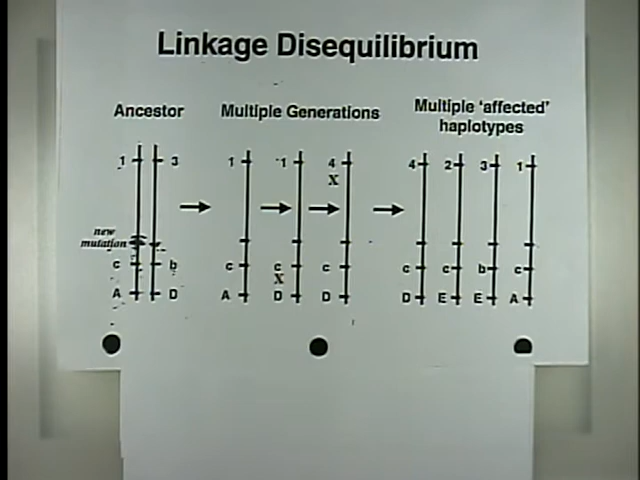 Linkage Disequilibrium
Ancestor
Multiple Generations
Multiple 'affected'
haplotypes
1 3 1 1 4 4 2 3 1
X
new
mutation
c b c c c c c b c
X
A D A D D D E E A